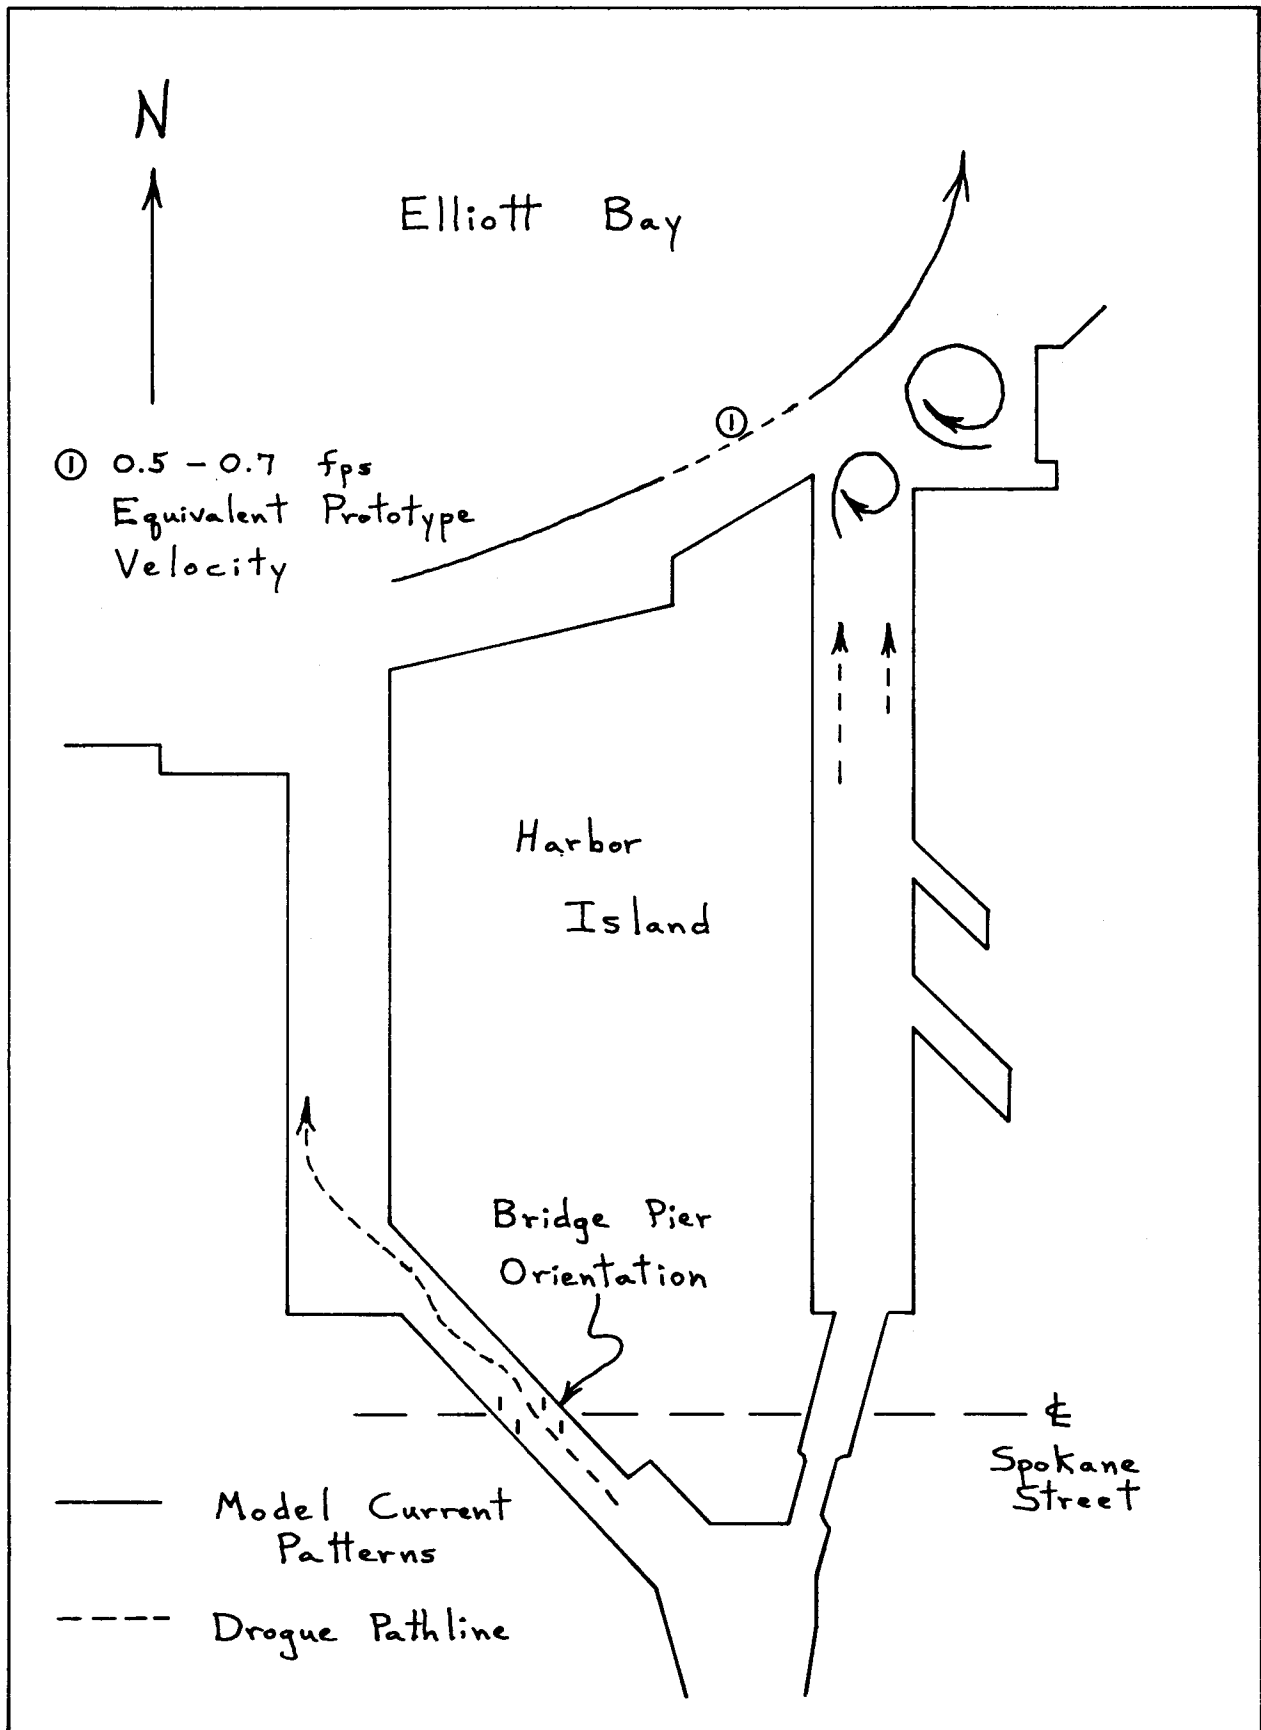 N
Elliott Bay
①
① 0.5 - 0.7 fps
Equivalent Prototype
Velocity
Harbor
Island
Bridge Pier
Orientation
℄
Spokane
Street
Model Current
Patterns
Drogue Pathline